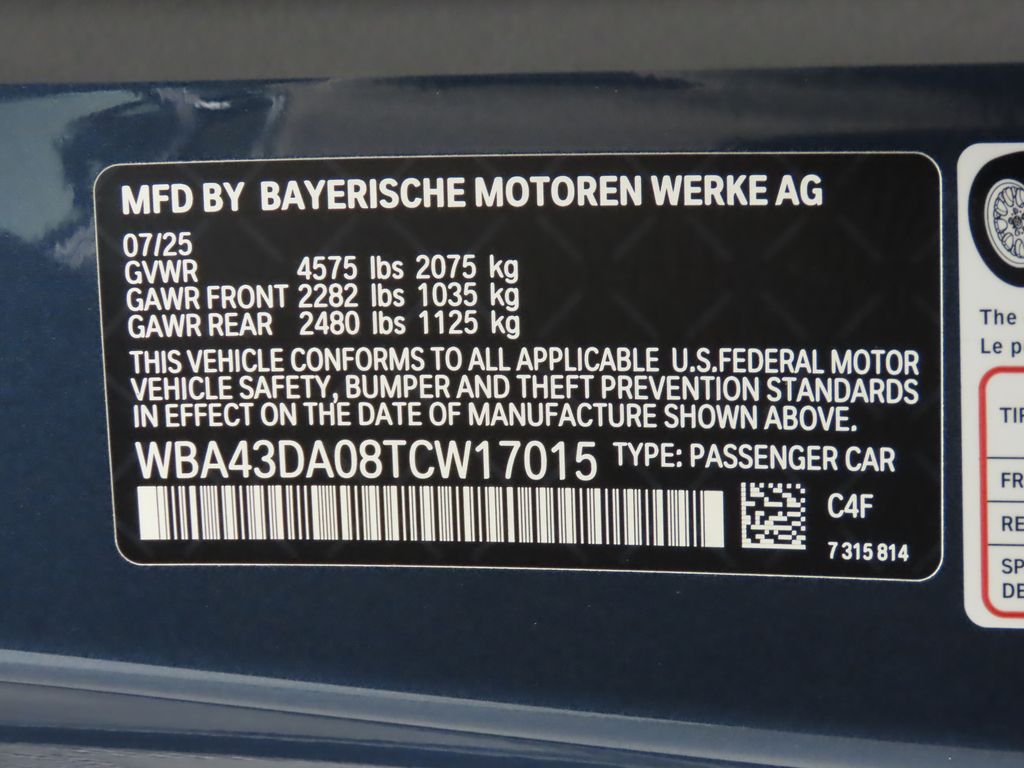 MFD BY BAYERISCHE MOTOREN WERKE AG
07/25
GVWR 4575 lbs 2075 kg
GAWR FRONT 2282 lbs 1035 kg
GAWR REAR 2480 lbs 1125 kg
THIS VEHICLE CONFORMS TO ALL APPLICABLE U.S.FEDERAL MOTOR
VEHICLE SAFETY, BUMPER AND THEFT PREVENTION STANDARDS
IN EFFECT ON THE DATE OF MANUFACTURE SHOWN ABOVE.
WBA43DA08TCW17015 TYPE: PASSENGER CAR
C4F
7 315 814
The
Le p
TIR
FR
RE
SP
DE